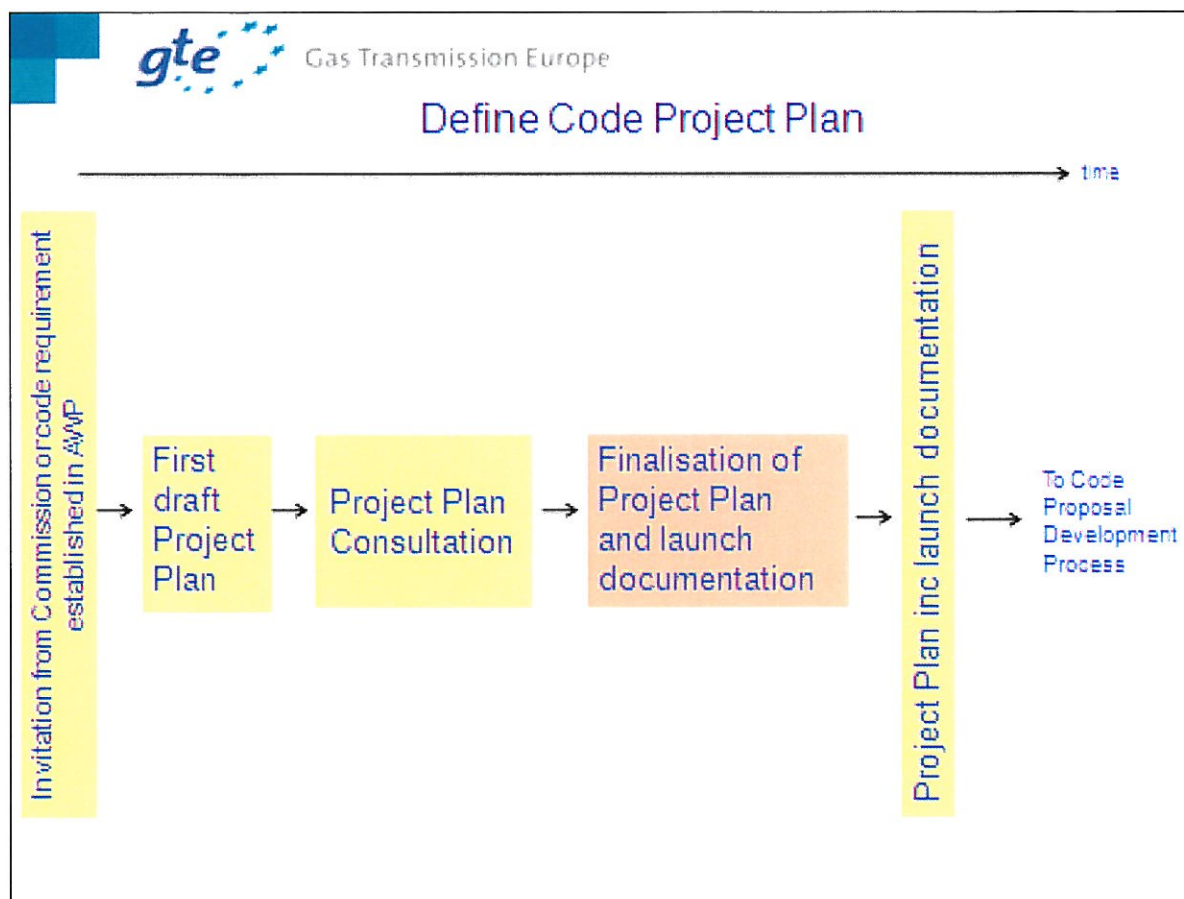 gte Gas Transmission Europe
Define Code Project Plan
time
Invitation from Commission or code requirement
established in AWP
First
draft
Project
Plan
Project Plan
Consultation
Finalisation of
Project Plan
and launch
documentation
Project Plan inc launch documentation
To Code
Proposal
Development
Process